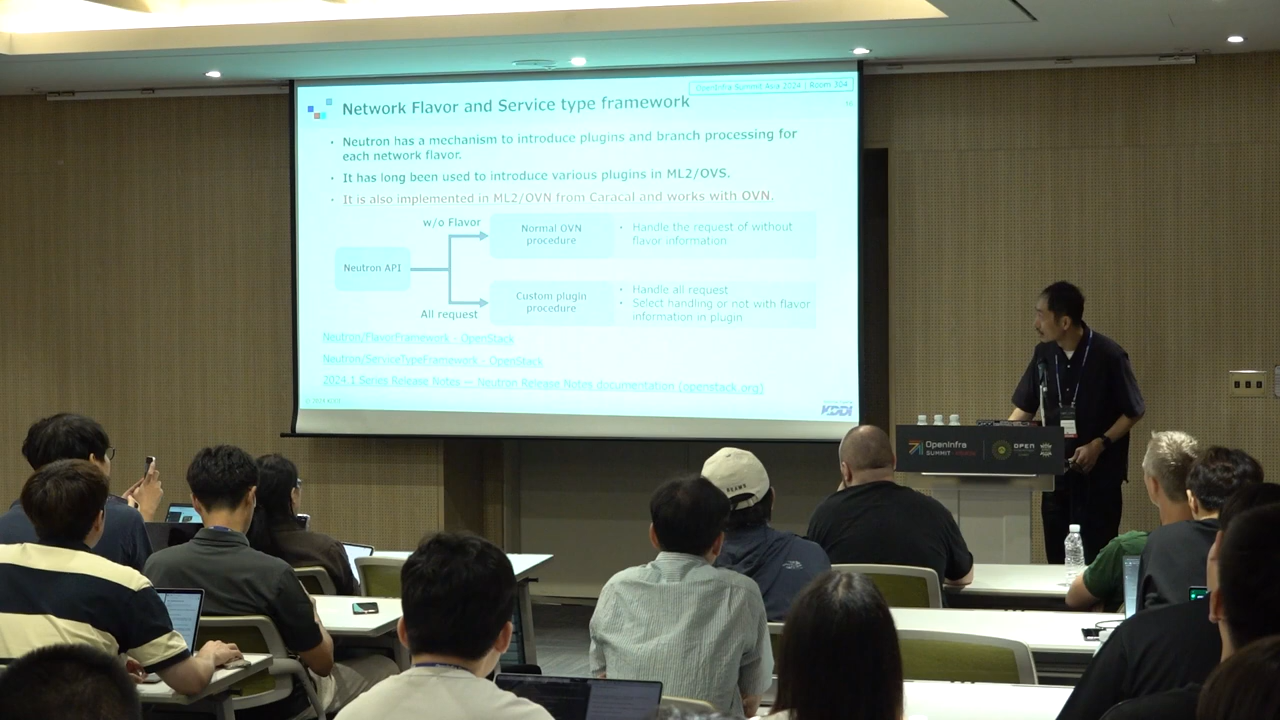 OpenInfra Summit Asia 2024 | Room 304
Network Flavor and Service type framework
• Neutron has a mechanism to introduce plugins and branch processing for
each network flavor.
• It has long been used to introduce various plugins in ML2/OVS.
• It is also implemented in ML2/OVN from Caracal and works with OVN.
w/o Flavor
Neutron API
Normal OVN
procedure
• Handle the request of without
flavor information
All request
Custom plugin
procedure
• Handle all request
• Select handling or not with flavor
information in plugin
Neutron/FlavorFramework - OpenStack
Neutron/ServiceTypeFramework - OpenStack
2024.1 Series Release Notes — Neutron Release Notes documentation (openstack.org)
KDDI
OpenInfra
SUMMIT
OPEN